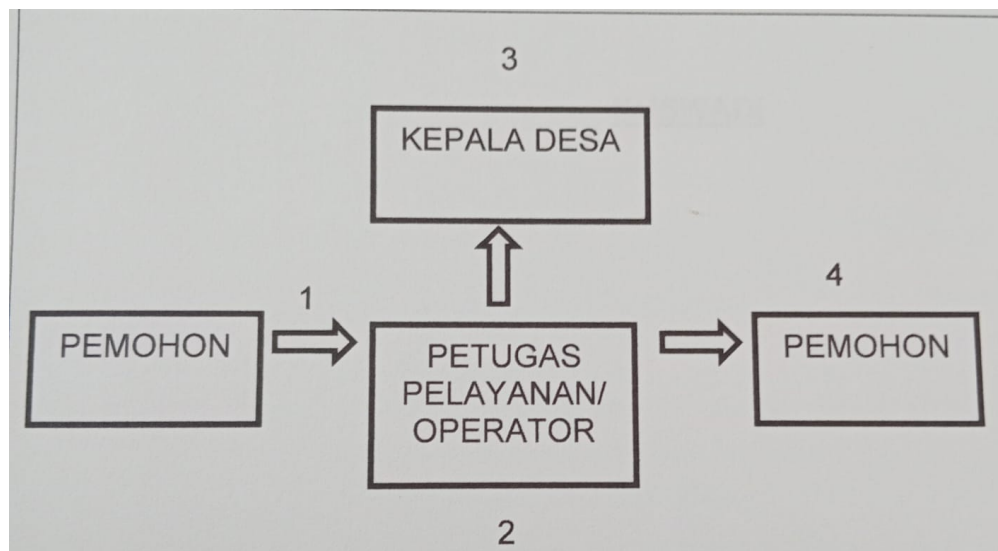 3
KEPALA DESA
1
4
PEMOHON
PETUGAS
PELAYANAN/
OPERATOR
PEMOHON
2